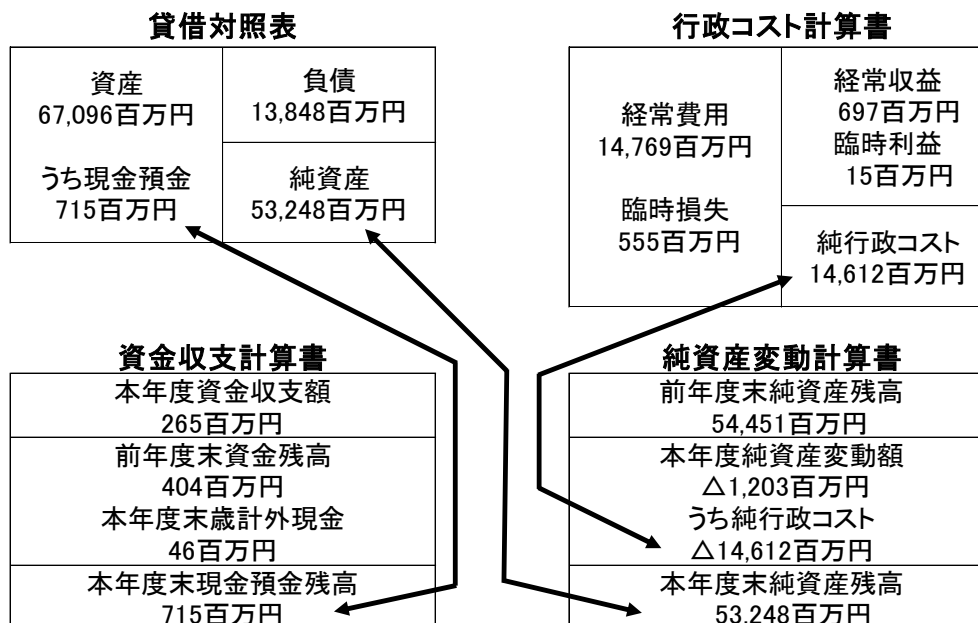 貸借対照表
資産
67,096百万円
うち現金預金
715百万円
負債
13,848百万円
純資産
53,248百万円
行政コスト計算書
経常費用
14,769百万円
臨時損失
555百万円
経常収益
697百万円
臨時利益
15百万円
純行政コスト
14,612百万円
資金収支計算書
本年度資金収支額
265百万円
前年度末資金残高
404百万円
本年度末歳計外現金
46百万円
本年度末現金預金残高
715百万円
純資産変動計算書
前年度末純資産残高
54,451百万円
本年度純資産変動額
△1,203百万円
うち純行政コスト
△14,612百万円
本年度末純資産残高
53,248百万円